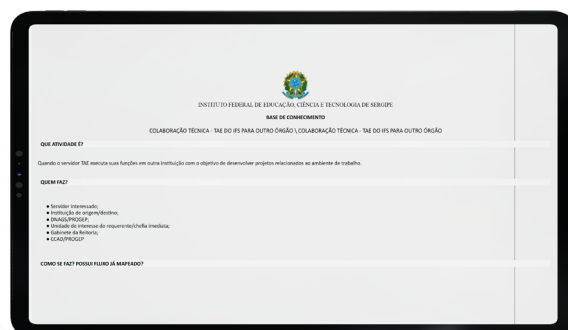 INSTITUTO FEDERAL DE EDUCAÇÃO, CIÊNCIA E TECNOLOGIA DE SERGIPE
BASE DE CONHECIMENTO
COLABORAÇÃO TÉCNICA - TAE DO IFS PARA OUTRO ÓRGÃO \ COLABORAÇÃO TÉCNICA - TAE DO IFS PARA OUTRO ÓRGÃO
QUE ATIVIDADE É?
Quando o servidor TAE executa suas funções em outra instituição com o objetivo de desenvolver projetos relacionados ao ambiente de trabalho.
QUEM FAZ?
● Servidor interessado;
● Instituição de origem/destino;
● DNAGS/PROGEP;
● Unidade de interesse do requerente/chefia imediata;
● Gabinete da Reitoria;
● CCAD/PROGEP
COMO SE FAZ? POSSUI FLURO JÁ MAPEADO?